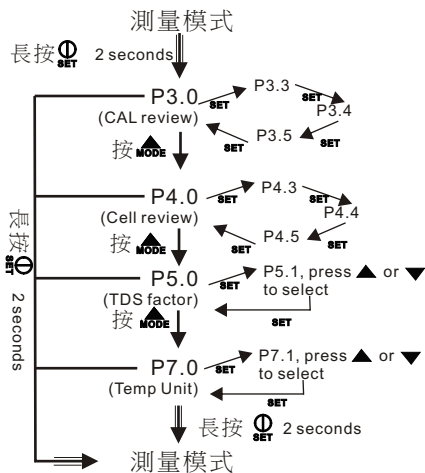 測量模式
長按 SET 2 seconds
P3.0 SET P3.3 SET P3.4
(CAL review) SET P3.5 SET
按 MODE
P4.0 SET P4.3 SET P4.4
(Cell review) SET P4.5 SET
按 MODE
P5.0 SET P5.1, press ▲ or ▼
to select
(TDS factor) SET
按 MODE
P7.0 SET P7.1, press ▲ or ▼
to select
(Temp Unit) SET
長按 SET 2 seconds
長按 SET 2 seconds
測量模式